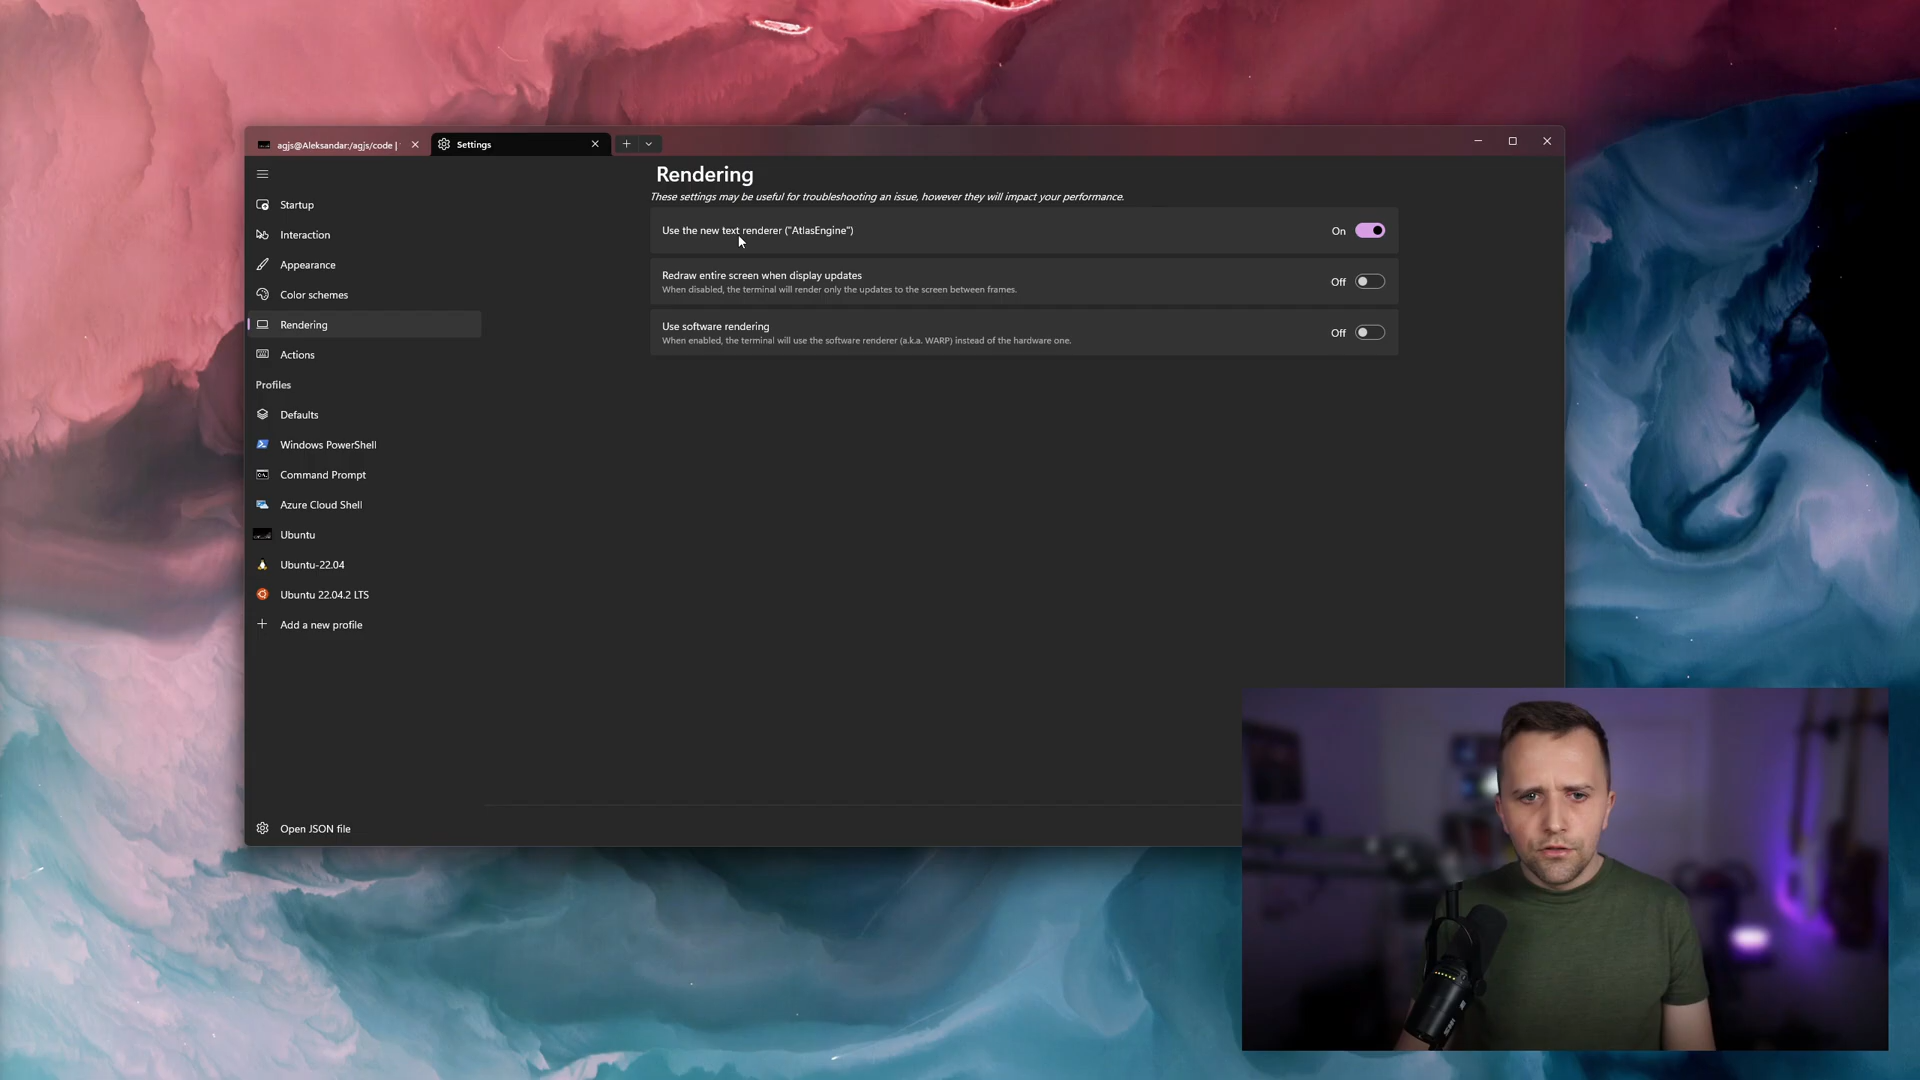 agjs@Aleksandar:/agjs/code |
Settings
Startup
Interaction
Appearance
Color schemes
Rendering
Actions
Profiles
Defaults
Windows PowerShell
Command Prompt
Azure Cloud Shell
Ubuntu
Ubuntu-22.04
Ubuntu 22.04.2 LTS
Add a new profile
Open JSON file
Rendering
These settings may be useful for troubleshooting an issue, however they will impact your performance.
Use the new text renderer ("AtlasEngine")
On
Redraw entire screen when display updates
When disabled, the terminal will render only the updates to the screen between frames.
Off
Use software rendering
When enabled, the terminal will use the software renderer (a.k.a. WARP) instead of the hardware one.
Off